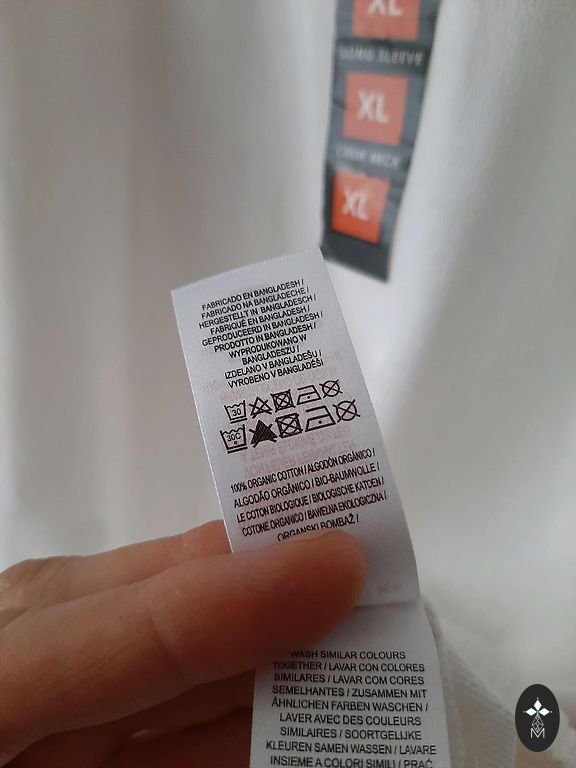 XL
LONG SLEEVE
XL
CREW NECK
XL
FABRICADO EN BANGLADESH /
FABRICADO NA BANGLADECHE /
HERGESTELLT IN BANGLADESCH /
FABRIQUÉ EN BANGLADESH /
GEPRODUCEERD IN BANGLADESH /
PRODOTTO IN BANGLADESH /
WYPRODUKOWANO W
BANGLADESZU /
IZDELANO V BANGLADEŠU /
VYROBENO V BANGLADÉŠI
30
30C
100% ORGANIC COTTON / ALGODÓN ORGÁNICO /
ALGODÃO ORGÂNICO / BIO-BAUMWOLLE /
LE COTON BIOLOGIQUE / BIOLOGISCHE KATOEN /
COTONE ORGANICO / BAWEŁNA EKOLOGICZNA /
ORGANSKI BOMBAŽ /
WASH SIMILAR COLOURS
TOGETHER / LAVAR CON COLORES
SIMILARES / LAVAR COM CORES
SEMELHANTES / ZUSAMMEN MIT
ÄHNLICHEN FARBEN WASCHEN /
LAVER AVEC DES COULEURS
SIMILAIRES / SOORTGELIJKE
KLEUREN SAMEN WASSEN / LAVARE
INSIEME A COLORI SIMILI / PRAĆ